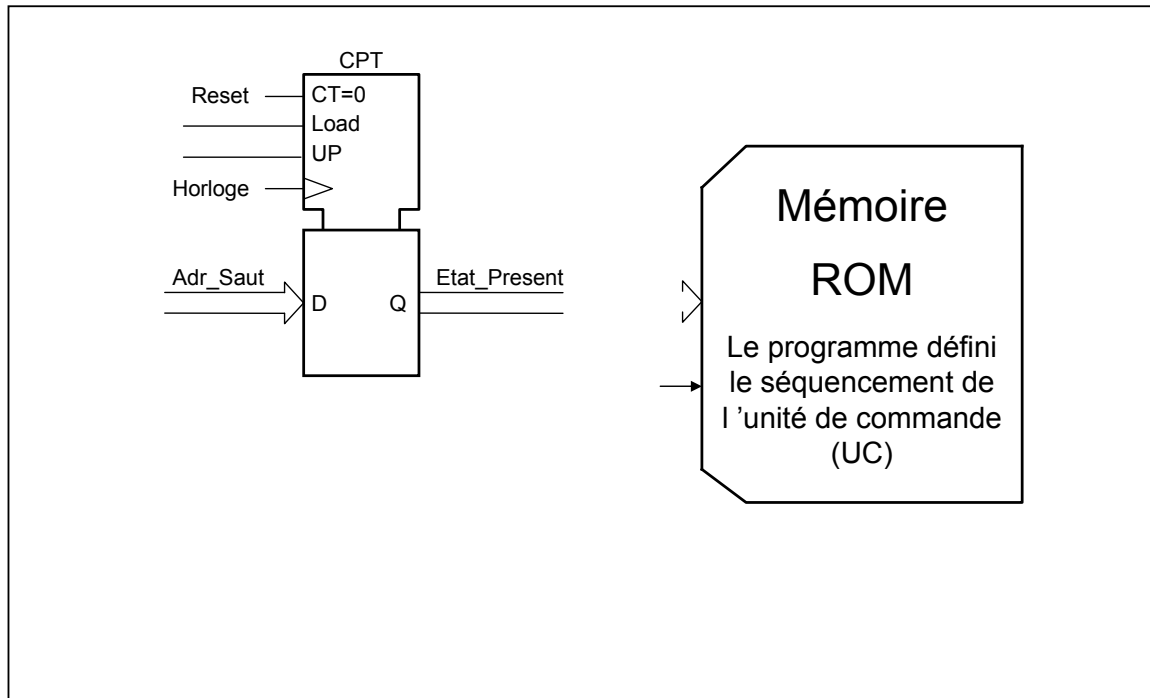 CPT
Reset
CT=0
Load
UP
Horloge
Adr_Saut
D
Q
Etat_Present
Mémoire
ROM
Le programme défini
le séquencement de
l ’unité de commande
(UC)